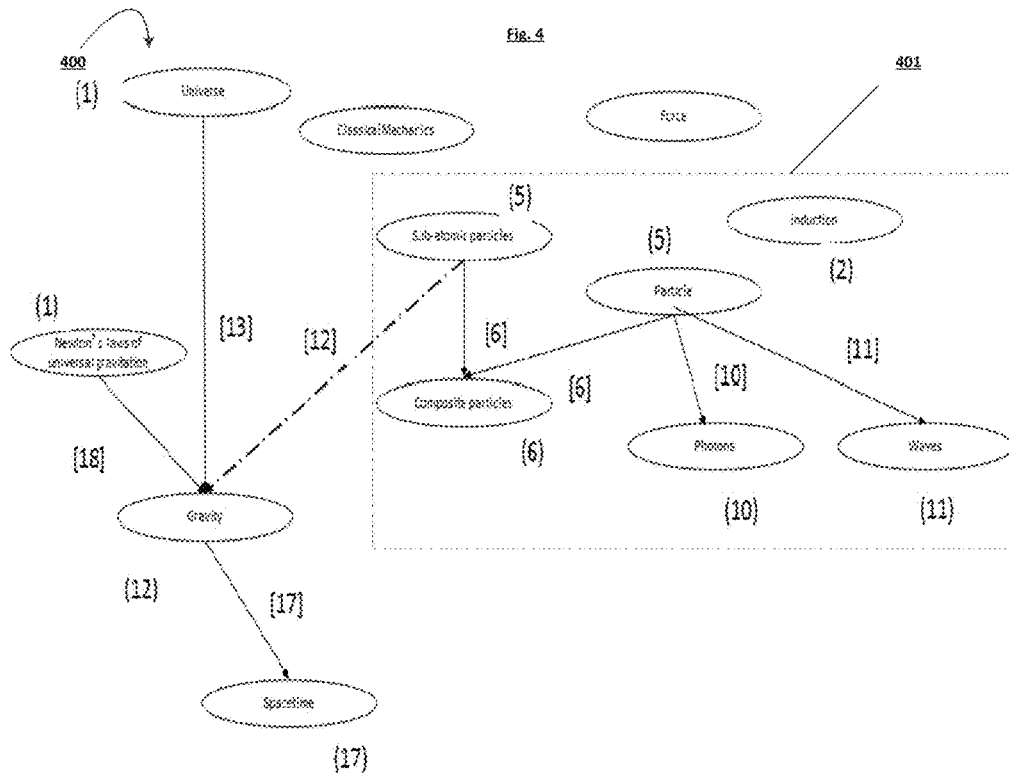 Fig. 4
400
401
(1)
Universe
Classical Mechanics
Force
(5)
Sub-atomic particles
Induction
(2)
(5)
Particle
(1)
Newton's laws of
universal gravitation
[13]
[12]
[6]
[6]
[10]
[11]
Composite particles
(6)
Photons
Waves
(10)
(11)
[18]
Gravity
(12)
[17]
Spacetime
(17)